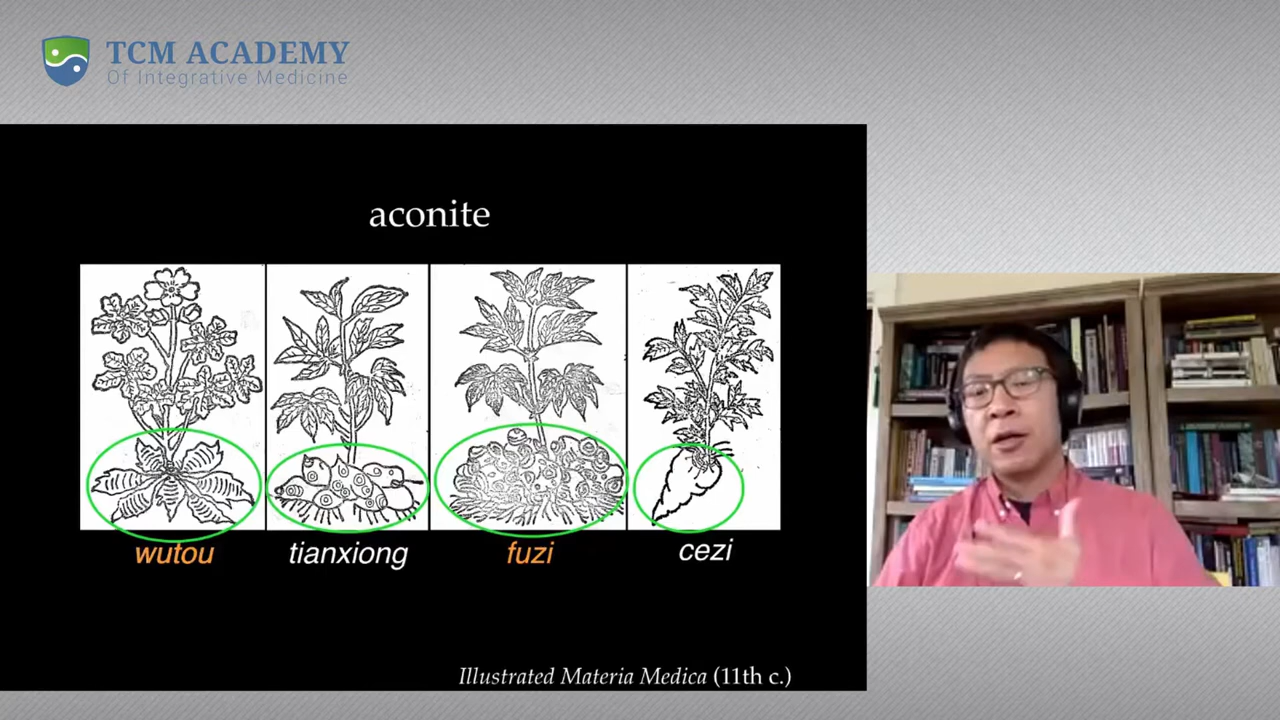 TCM ACADEMY
Of Integrative Medicine
aconite
wutou
tianxiong
fuzi
cezi
Illustrated Materia Medica (11th c.)